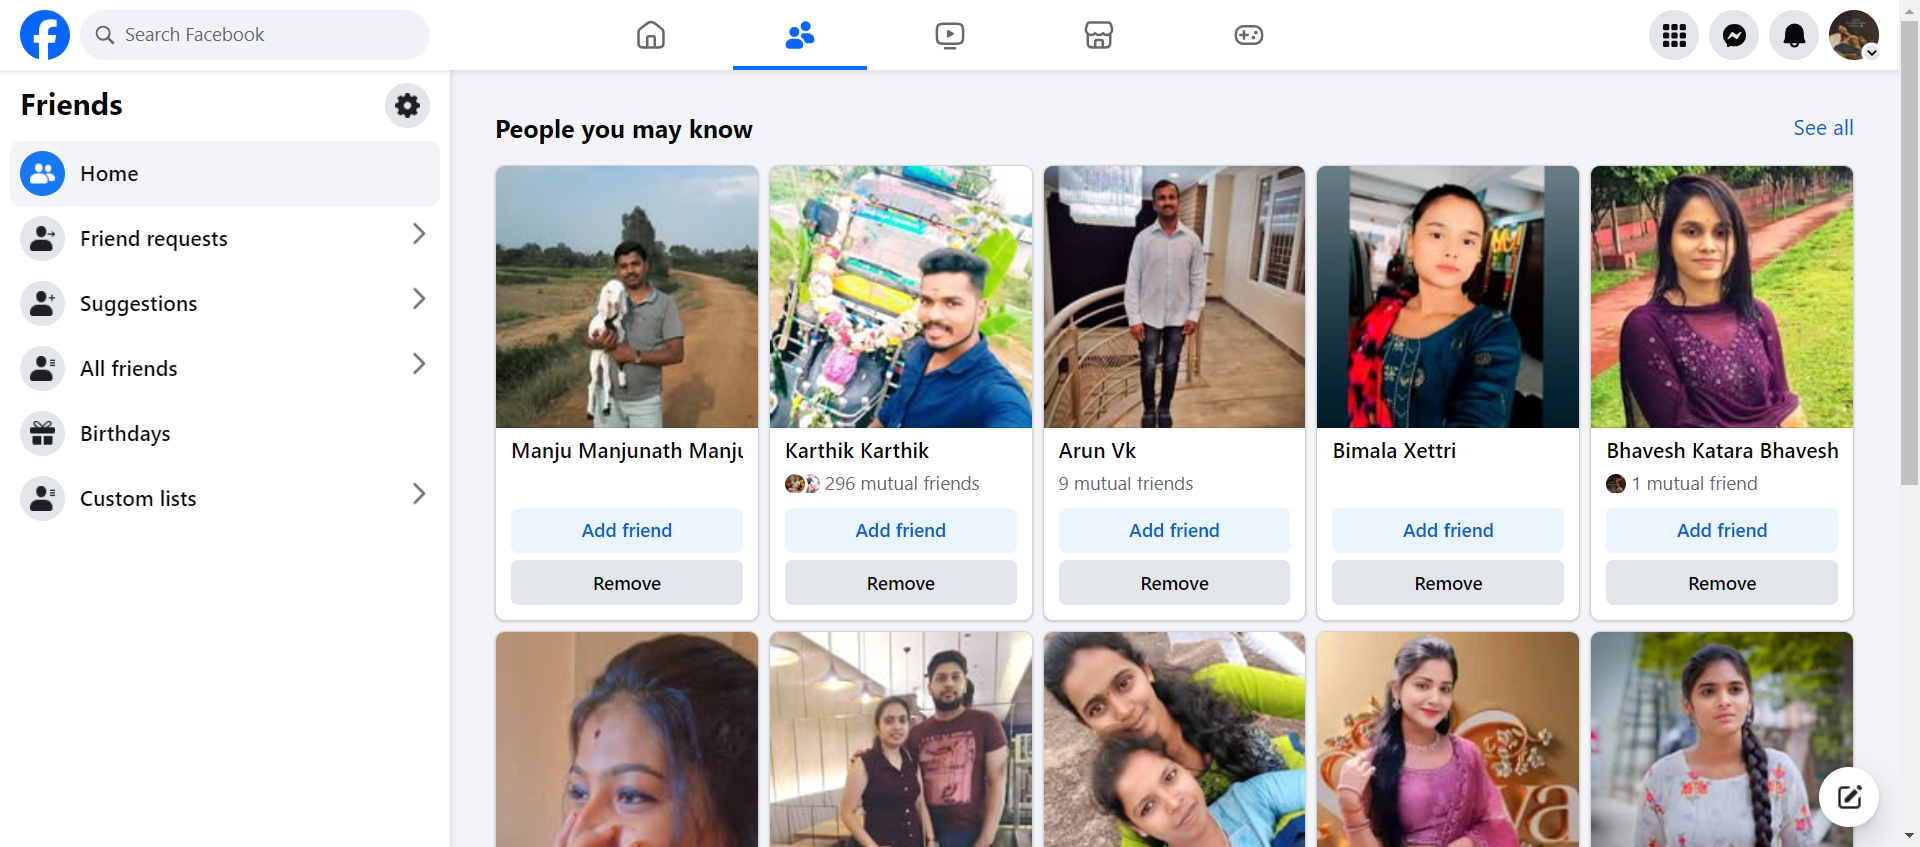 Search Facebook
Friends
Home
Friend requests
Suggestions
All friends
Birthdays
Custom lists
People you may know
See all
Manju Manjunath Manju
Add friend
Remove
Karthik Karthik
296 mutual friends
Add friend
Remove
Arun Vk
9 mutual friends
Add friend
Remove
Bimala Xettri
Add friend
Remove
Bhavesh Katara Bhavesh
1 mutual friend
Add friend
Remove